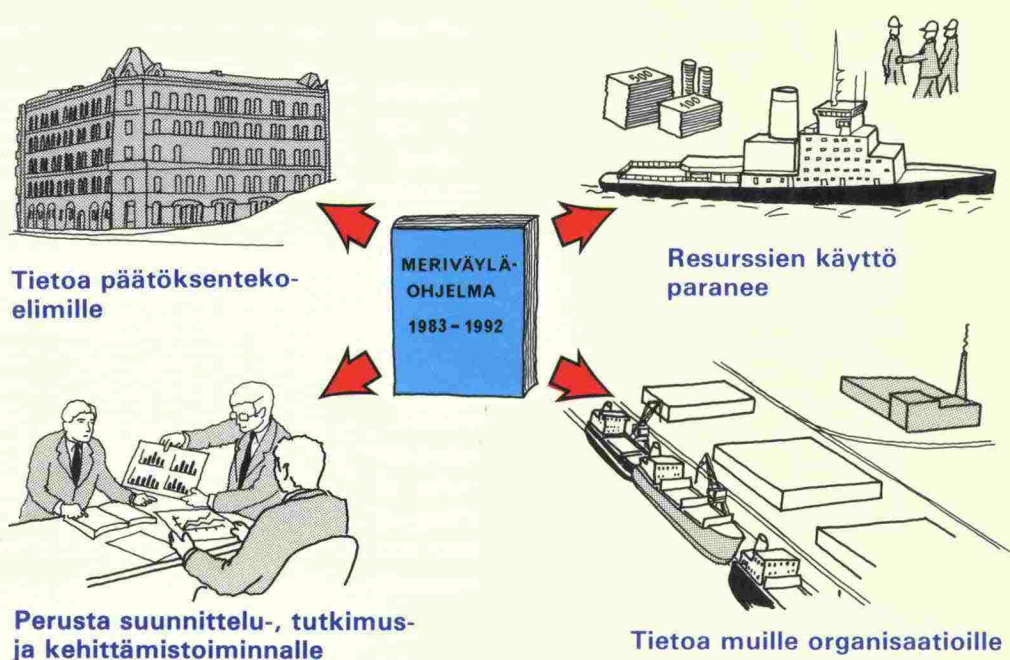 500
100
Tietoa päätöksenteko-
elimille
MERIVÄYLÄ-
OHJELMA
1983 – 1992
Resurssien käyttö
paranee
Perusta suunnittelu-, tutkimus-
ja kehittämistoiminnalle
Tietoa muille organisaatioille